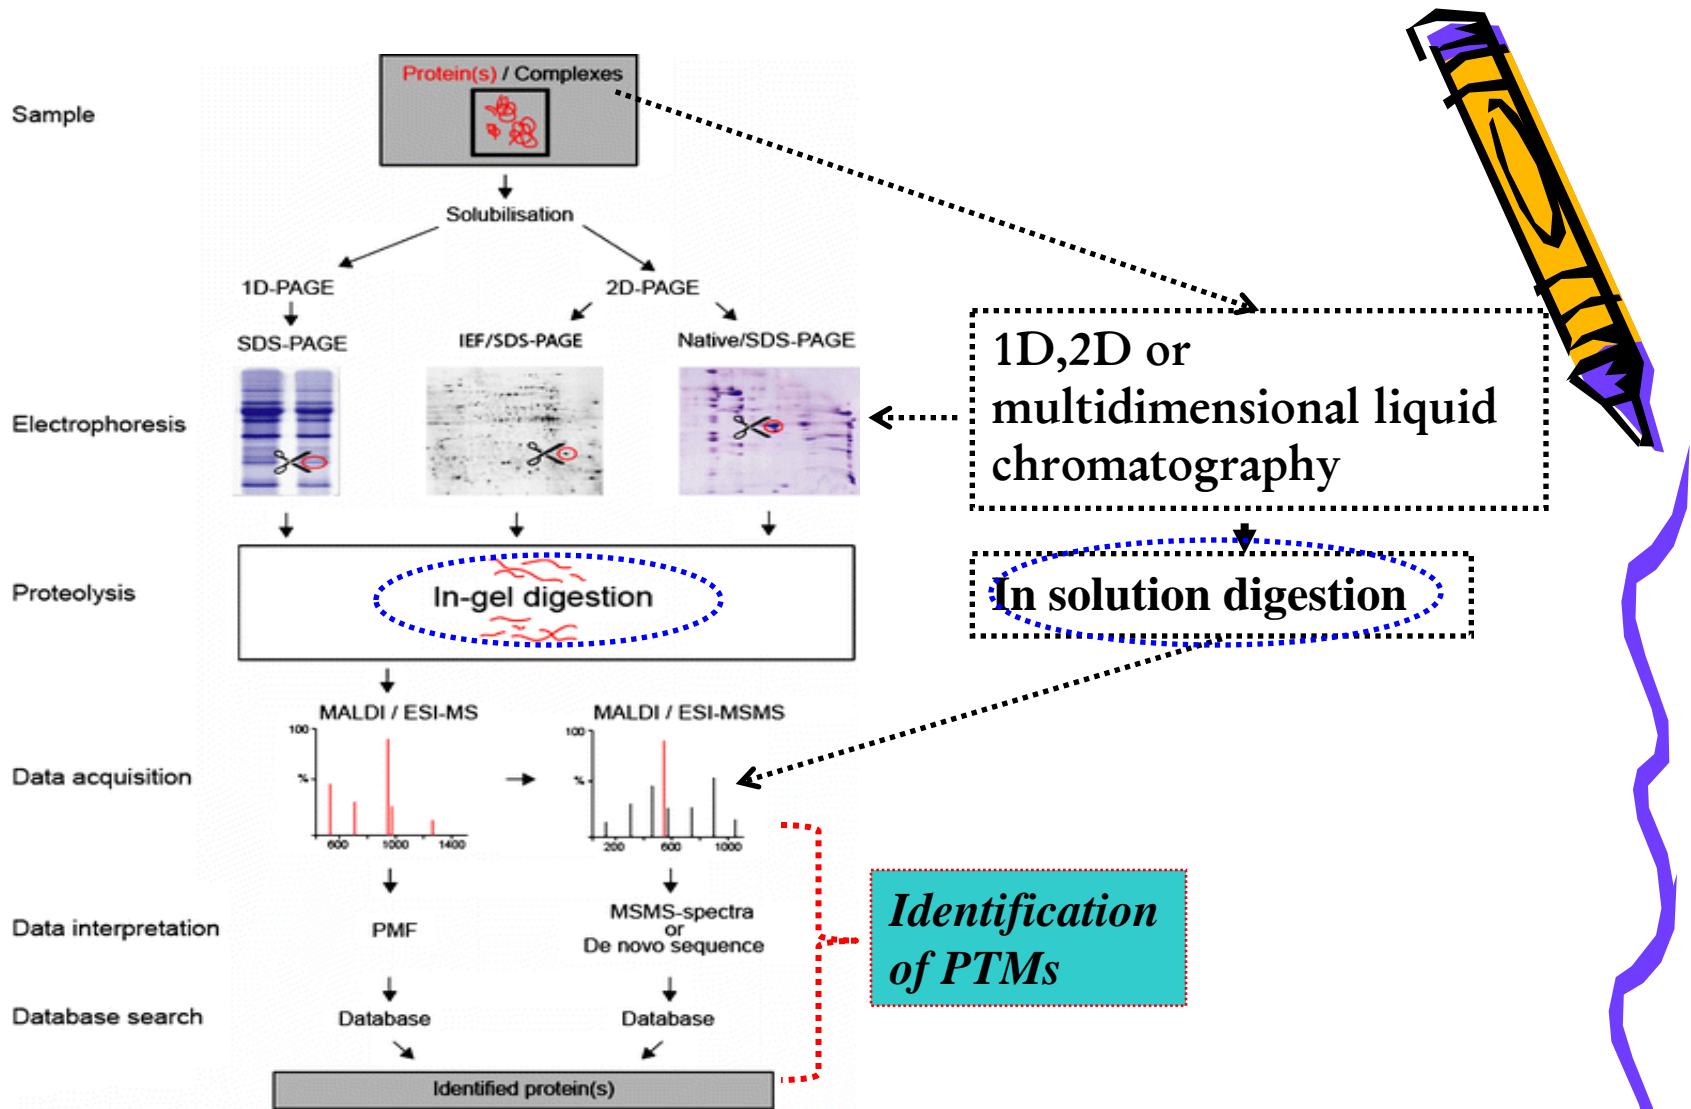 Sample
Protein(s) / Complexes
Solubilisation
1D-PAGE
2D-PAGE
SDS-PAGE
IEF/SDS-PAGE
Native/SDS-PAGE
Electrophoresis
1D,2D or
multidimensional liquid
chromatography
Proteolysis
In-gel digestion
In solution digestion
Data acquisition
MALDI / ESI-MS
100
%
600 1000 1400
MALDI / ESI-MSMS
100
%
200 600 1000
Data interpretation
PMF
MSMS-spectra
or
De novo sequence
Identification
of PTMs
Database search
Database
Database
Identified protein(s)